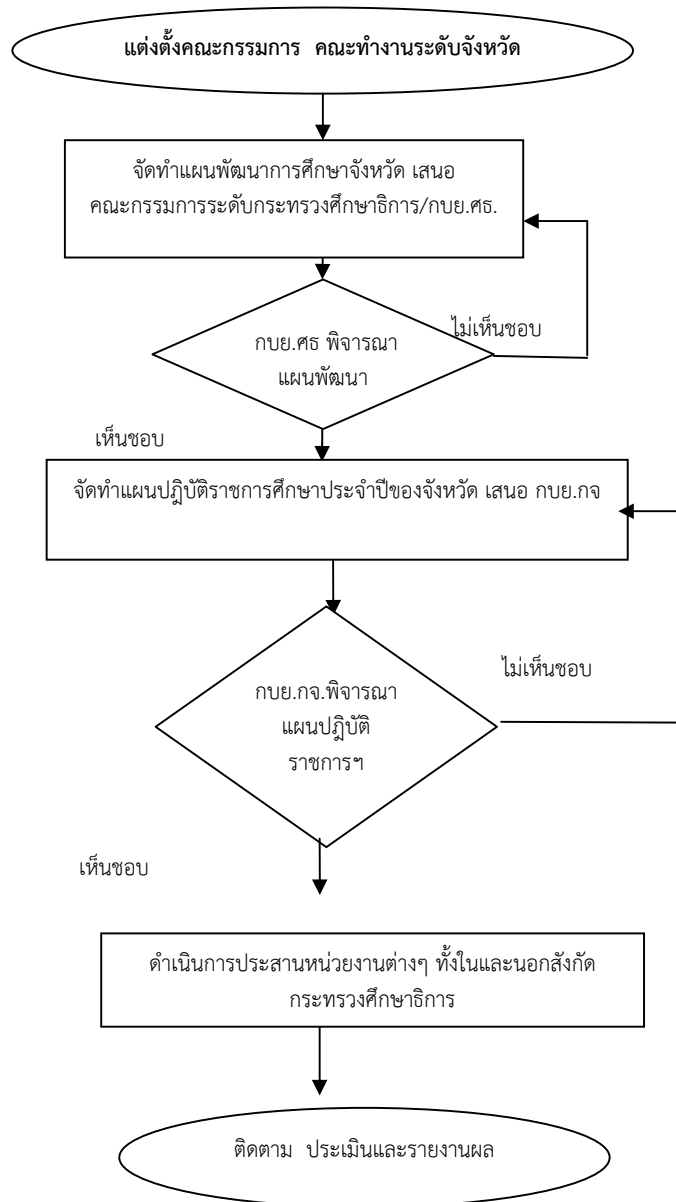 แต่งตั้งคณะกรรมการ  คณะทำงานระดับจังหวัด
จัดทำแผนพัฒนาการศึกษาจังหวัด เสนอ
คณะกรรมการระดับกระทรวงศึกษาธิการ/กบย.ศธ.
ไม่เห็นชอบ
กบย.ศธ พิจารณา
แผนพัฒนา
เห็นชอบ
จัดทำแผนปฏิบัติราชการศึกษาประจำปีของจังหวัด เสนอ กบย.กจ
ไม่เห็นชอบ
กบย.กจ.พิจารณา
แผนปฏิบัติ
ราชการฯ
เห็นชอบ
ดำเนินการประสานหน่วยงานต่างๆ ทั้งในและนอกสังกัด
กระทรวงศึกษาธิการ
ติดตาม  ประเมินและรายงานผล